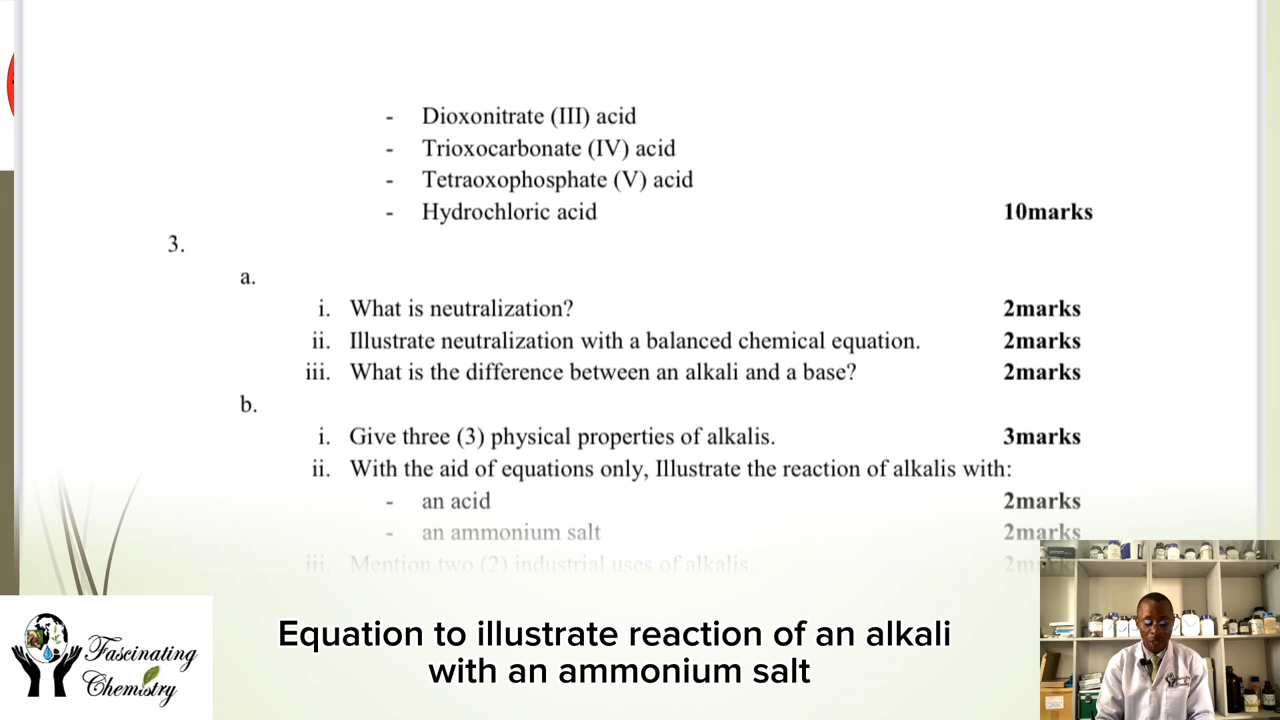 - Dioxonitrate (III) acid
- Trioxocarbonate (IV) acid
- Tetraoxophosphate (V) acid
- Hydrochloric acid 10marks
3.
a.
i. What is neutralization? 2marks
ii. Illustrate neutralization with a balanced chemical equation. 2marks
iii. What is the difference between an alkali and a base? 2marks
b.
i. Give three (3) physical properties of alkalis. 3marks
ii. With the aid of equations only, Illustrate the reaction of alkalis with:
- an acid 2marks
- an ammonium salt 2marks
iii. Mention two (2) industrial uses of alkalis.
Equation to illustrate reaction of an alkali
with an ammonium salt
Fascinating
Chemistry